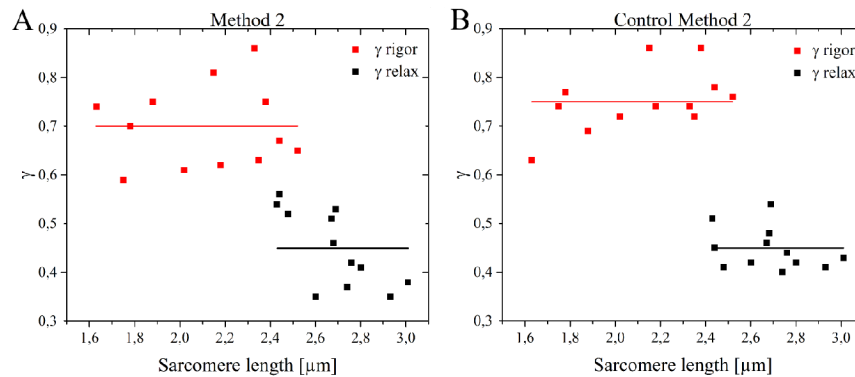 A
Method 2
γ rigor
γ relax
0,9
0,8
0,7
0,6
0,5
0,4
0,3
γ
1,6 1,8 2,0 2,2 2,4 2,6 2,8 3,0
Sarcomere length [µm]
B
Control Method 2
γ rigor
γ relax
0,9
0,8
0,7
0,6
0,5
0,4
0,3
γ
1,6 1,8 2,0 2,2 2,4 2,6 2,8 3,0
Sarcomere length [µm]